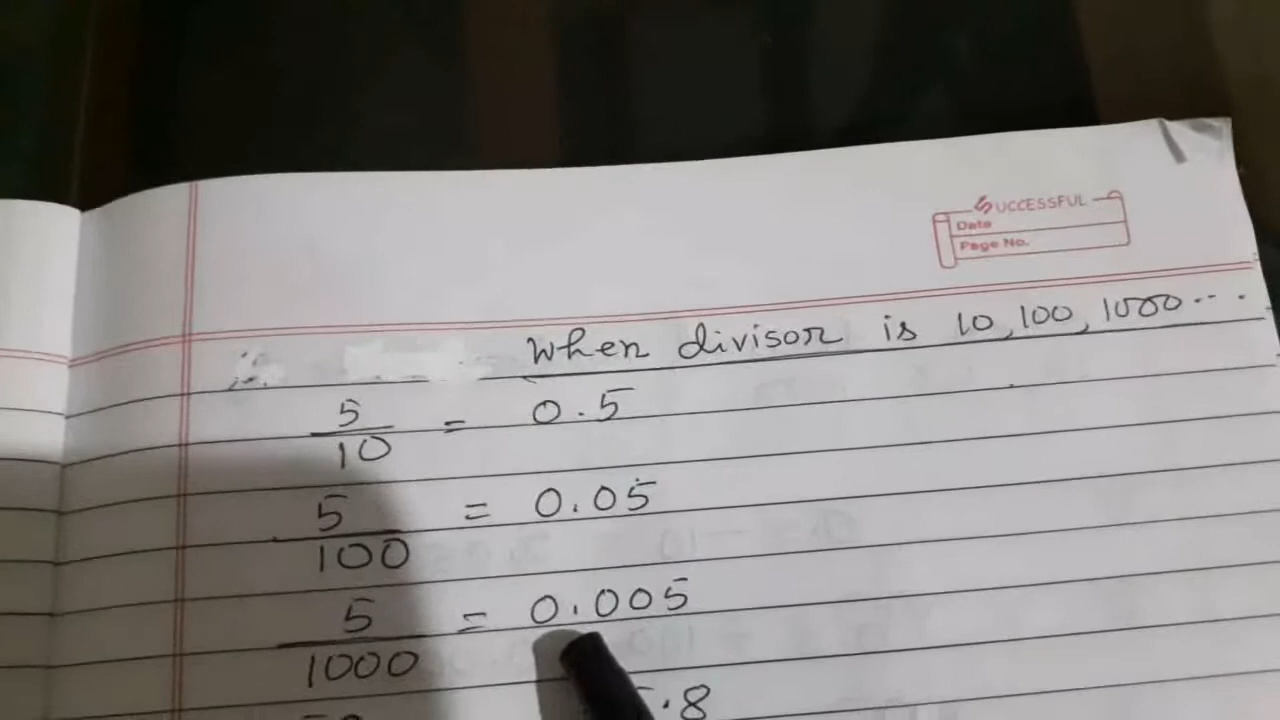 SUCCESSFUL
Date
Page No.
When divisor is 10, 100, 1000...
5/10 = 0.5
5/100 = 0.05
5/1000 = 0.005
.8